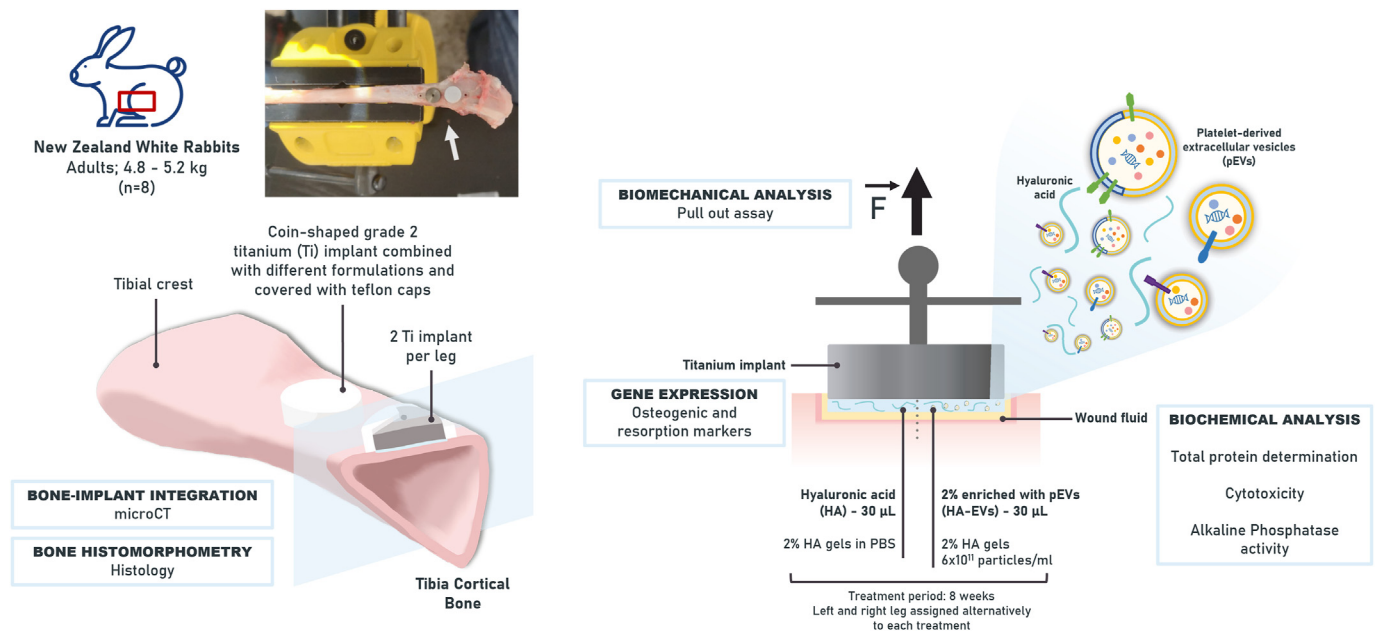 New Zealand White Rabbits
Adults; 4.8 - 5.2 kg
(n=8)
Coin-shaped grade 2
titanium (Ti) implant combined
with different formulations and
covered with teflon caps
Tibial crest
2 Ti implant
per leg
BONE-IMPLANT INTEGRATION
microCT
BONE HISTOMORPHOMETRY
Histology
Tibia Cortical
Bone
BIOMECHANICAL ANALYSIS
Pull out assay
F
Platelet-derived
extracellular vesicles
(pEVs)
Hyaluronic
acid
Titanium implant
GENE EXPRESSION
Osteogenic and
resorption markers
Wound fluid
BIOCHEMICAL ANALYSIS
Total protein determination
Cytotoxicity
Alkaline Phosphatase
activity
Hyaluronic acid
(HA) - 30 µL
2% HA gels in PBS
2% enriched with pEVs
(HA-EVs) - 30 µL
2% HA gels
6x10¹¹ particles/ml
Treatment period: 8 weeks
Left and right leg assigned alternatively
to each treatment